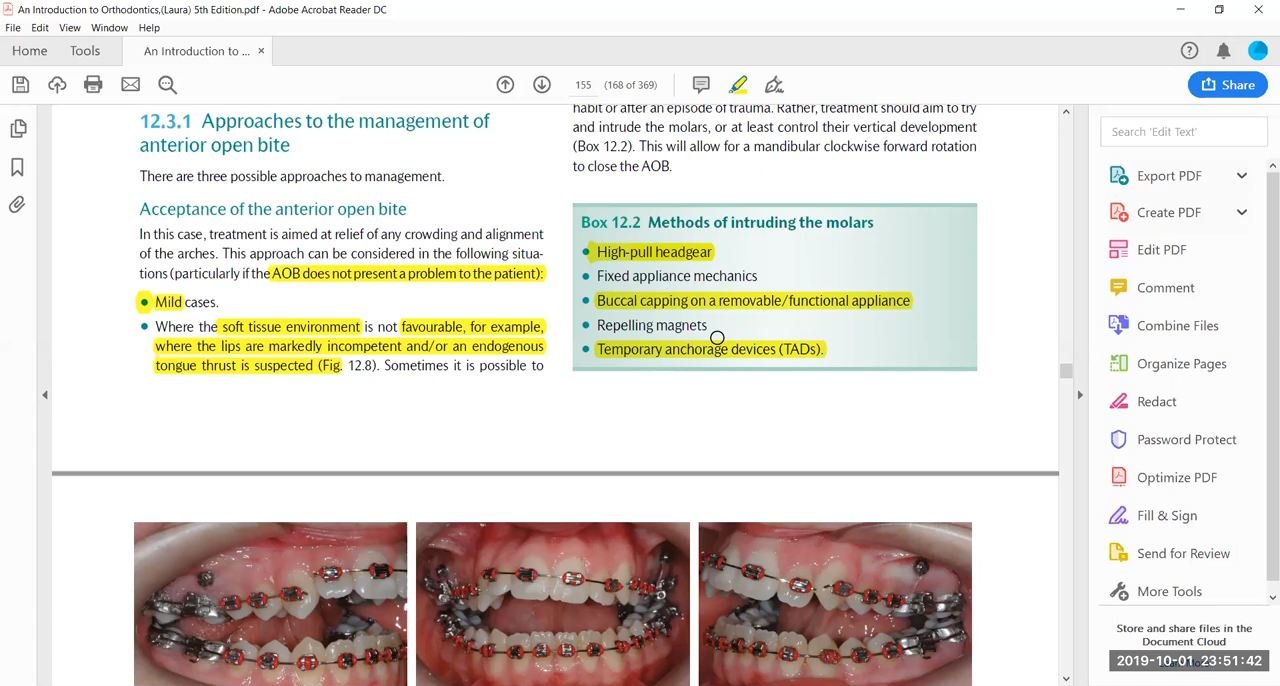 An Introduction to Orthodontics,(Laura) 5th Edition.pdf - Adobe Acrobat Reader DC
File Edit View Window Help
Home Tools An Introduction to ... ×
155 (168 of 369)
Share
12.3.1 Approaches to the management of
anterior open bite
There are three possible approaches to management.
Acceptance of the anterior open bite
In this case, treatment is aimed at relief of any crowding and alignment
of the arches. This approach can be considered in the following situa-
tions (particularly if the AOB does not present a problem to the patient):
• Mild cases.
• Where the soft tissue environment is not favourable, for example,
where the lips are markedly incompetent and/or an endogenous
tongue thrust is suspected (Fig. 12.8). Sometimes it is possible to
habit or after an episode of trauma. Rather, treatment should aim to try
and intrude the molars, or at least control their vertical development
(Box 12.2). This will allow for a mandibular clockwise forward rotation
to close the AOB.
Box 12.2 Methods of intruding the molars
• High-pull headgear
• Fixed appliance mechanics
• Buccal capping on a removable/functional appliance
• Repelling magnets
• Temporary anchorage devices (TADs).
Search 'Edit Text'
Export PDF
Create PDF
Edit PDF
Comment
Combine Files
Organize Pages
Redact
Password Protect
Optimize PDF
Fill & Sign
Send for Review
More Tools
Store and share files in the
Document Cloud
2019-10-01 23:51:42